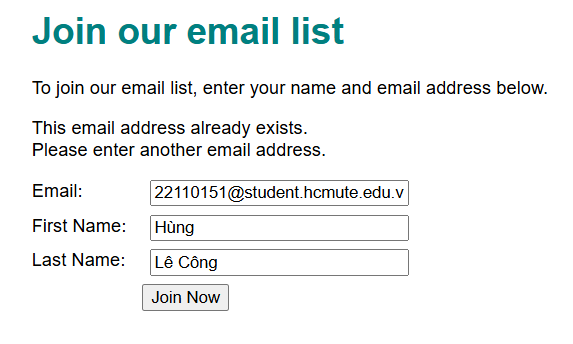 Join our email list
To join our email list, enter your name and email address below.
This email address already exists.
Please enter another email address.
Email: 22110151@student.hcmute.edu.v
First Name: Hùng
Last Name: Lê Công
Join Now